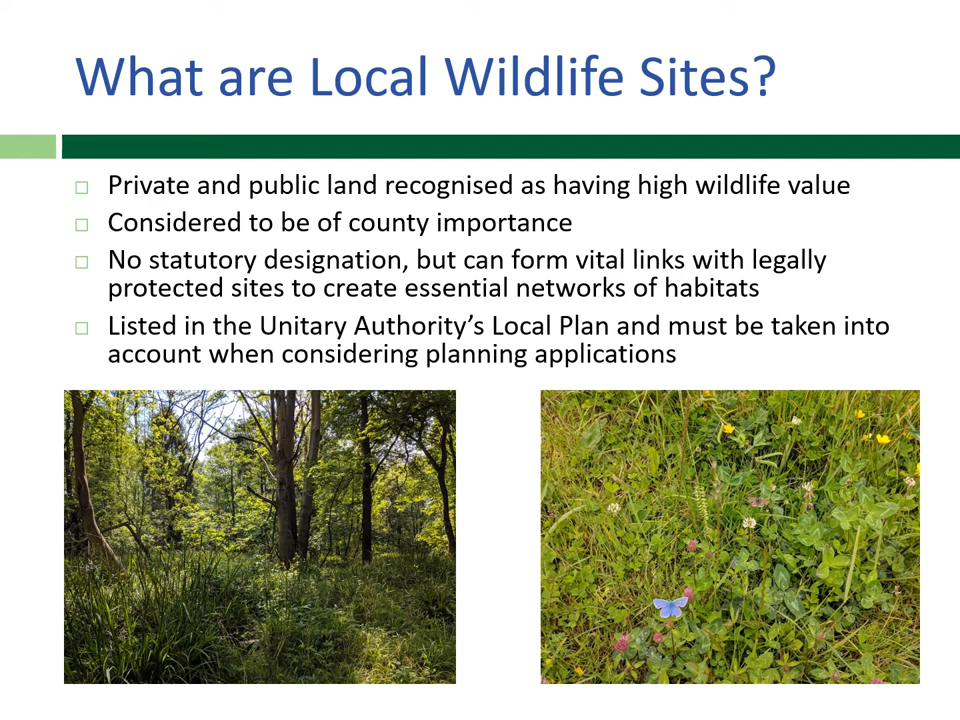 What are Local Wildlife Sites?
Private and public land recognised as having high wildlife value
Considered to be of county importance
No statutory designation, but can form vital links with legally
protected sites to create essential networks of habitats
Listed in the Unitary Authority’s Local Plan and must be taken into
account when considering planning applications